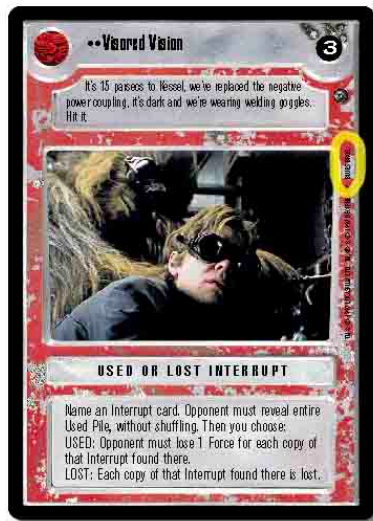 ••Visored Vision
3
It's 15 parsecs to Kessel, we've replaced the negative
power coupling, it's dark and we're wearing welding goggles.
Hit it.
USED OR LOST INTERRUPT
Name an Interrupt card. Opponent must reveal entire
Used Pile, without shuffling. Then you choose:
USED: Opponent must lose 1 Force for each copy of
that Interrupt found there.
LOST: Each copy of that Interrupt found there is lost.